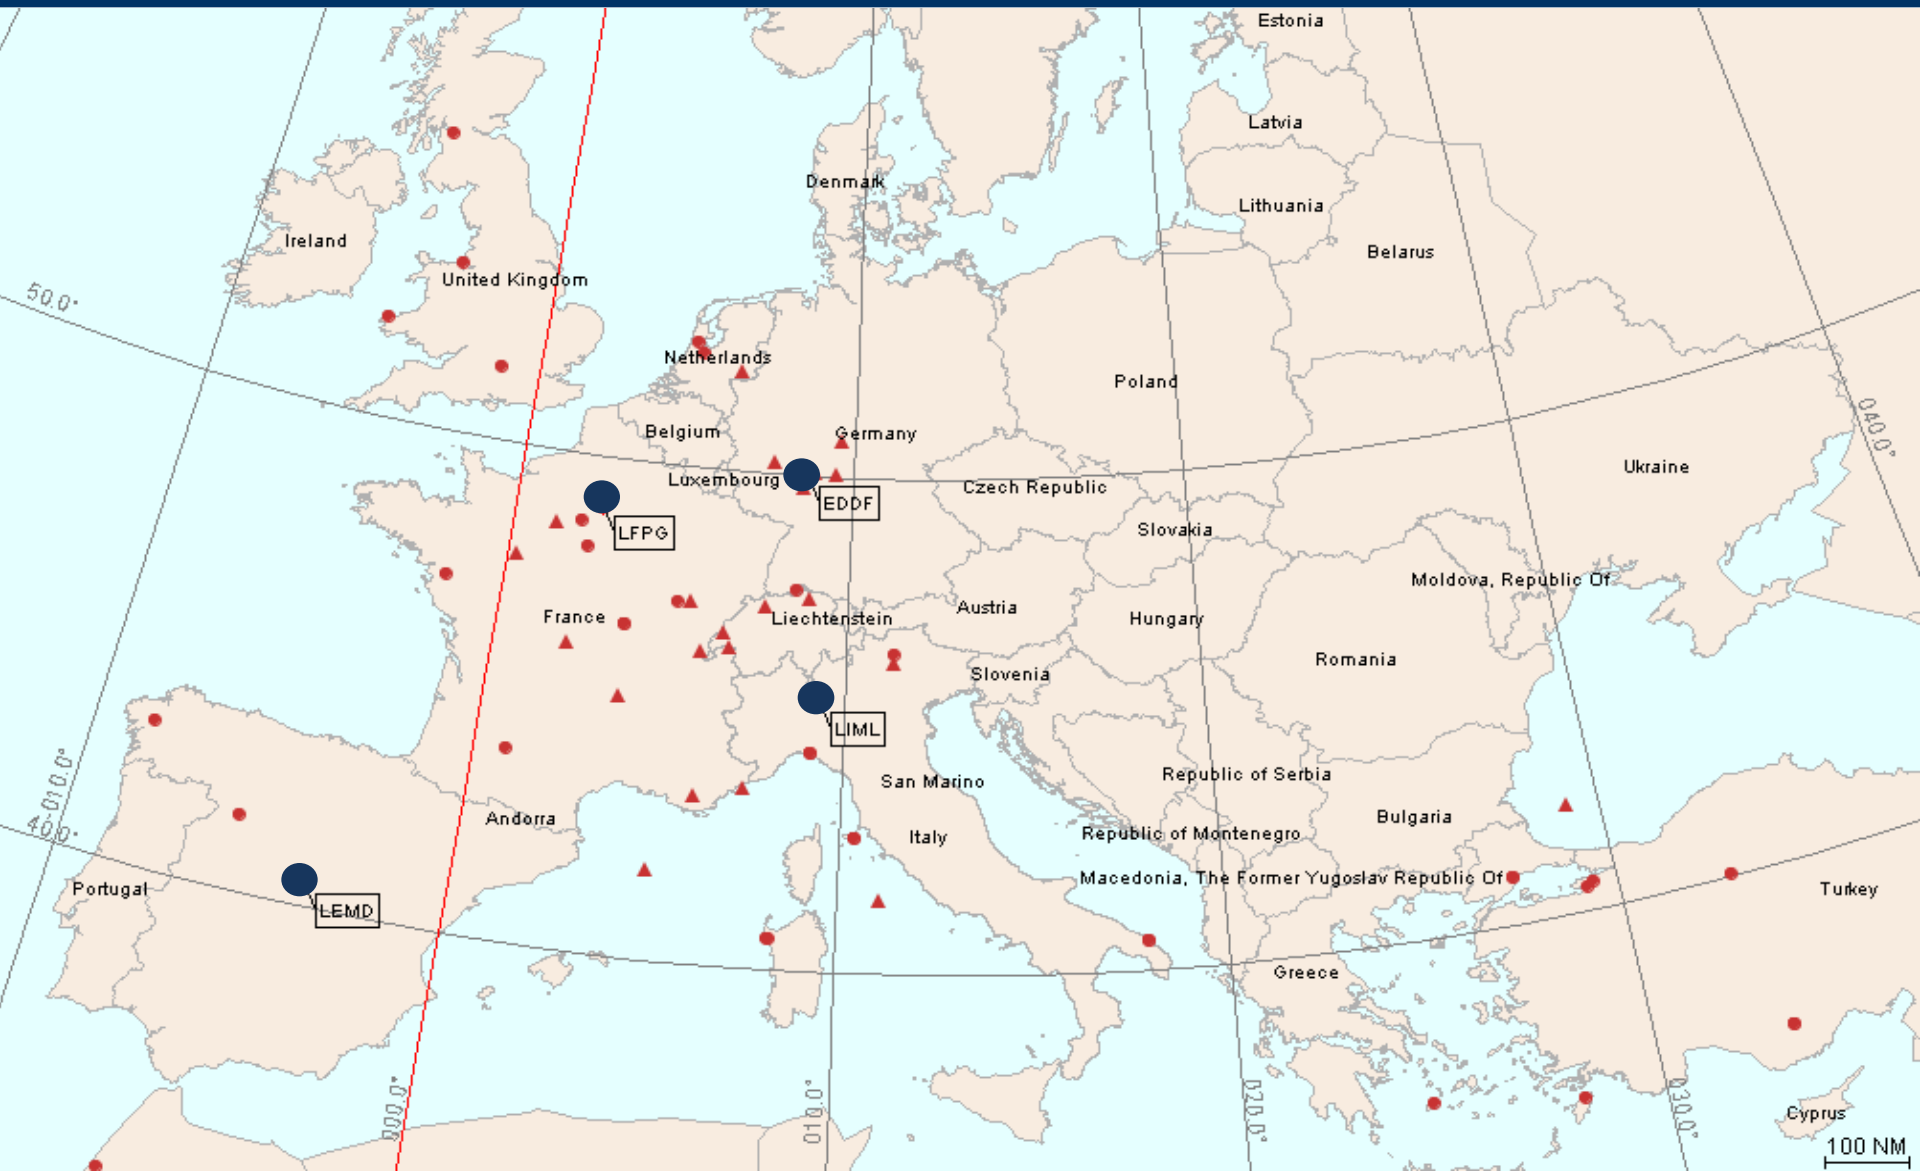 Estonia
Latvia
Denmark
Lithuania
Ireland
Belarus
United Kingdom
50.0°
Netherlands
Poland
040.0°
Belgium
Germany
Ukraine
Luxembourg
Czech Republic
EDDF
LFPG
Slovakia
Moldova, Republic Of
Austria
France
Liechtenstein
Hungary
Romania
Slovenia
LIML
-010.0°
Republic of Serbia
San Marino
Andorra
Bulgaria
40.0°
Republic of Montenegro
Italy
Macedonia, The Former Yugoslav Republic Of
Portugal
Turkey
LEMD
Greece
000.0°
010.0°
020.0°
030.0°
Cyprus
100 NM